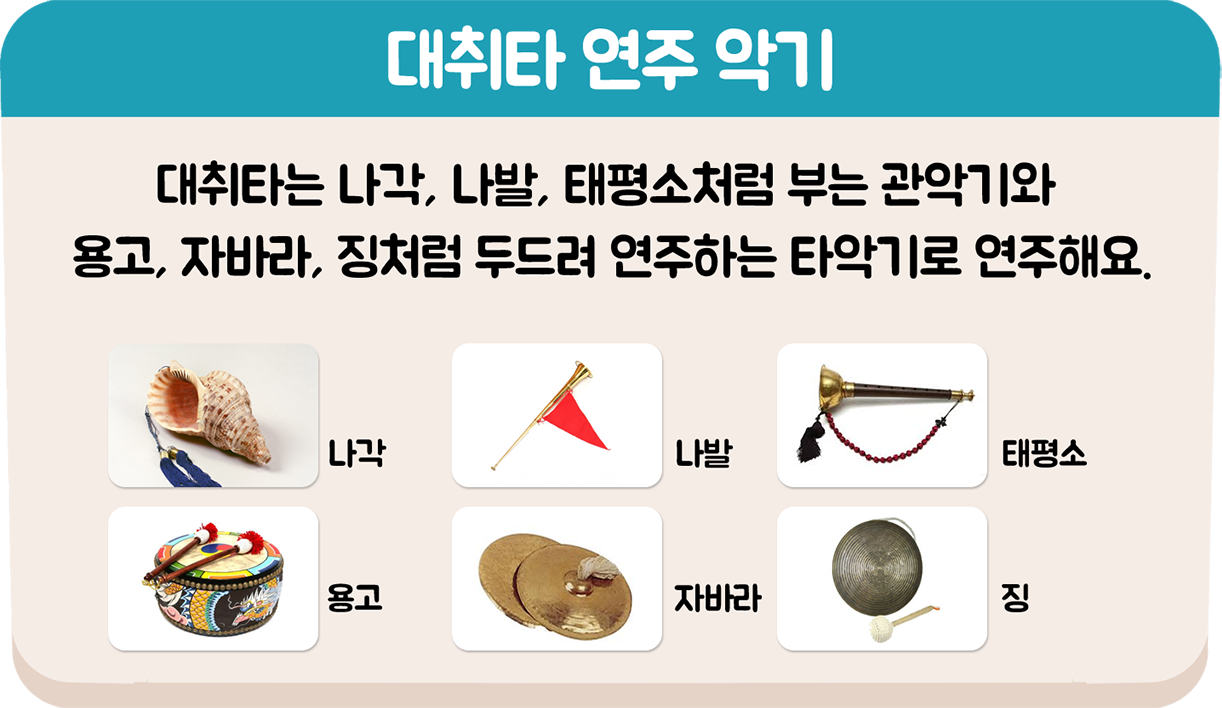 대취타 연주 악기
대취타는 나각, 나발, 태평소처럼 부는 관악기와
용고, 자바라, 징처럼 두드려 연주하는 타악기로 연주해요.
나각
나발
태평소
용고
자바라
징